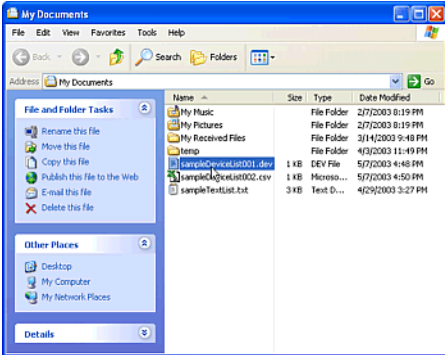 My Documents
File Edit View Favorites Tools Help
Back Search Folders
Address My Documents Go
Name Size Type Date Modified
File and Folder Tasks
Rename this file
Move this file
Copy this file
Publish this file to the Web
E-mail this file
Delete this file
Other Places
Desktop
My Computer
My Network Places
Details
My Music File Folder 2/7/2003 8:19 PM
My Pictures File Folder 2/7/2003 8:19 PM
My Received Files File Folder 3/14/2003 9:48 PM
temp File Folder 4/3/2003 11:49 PM
sampleDeviceList001.dev 1 KB DEV File 5/7/2003 4:48 PM
sampleDeviceList002.csv 1 KB Microso... 5/7/2003 4:50 PM
sampleTextList.txt 3 KB Text D... 4/29/2003 3:27 PM